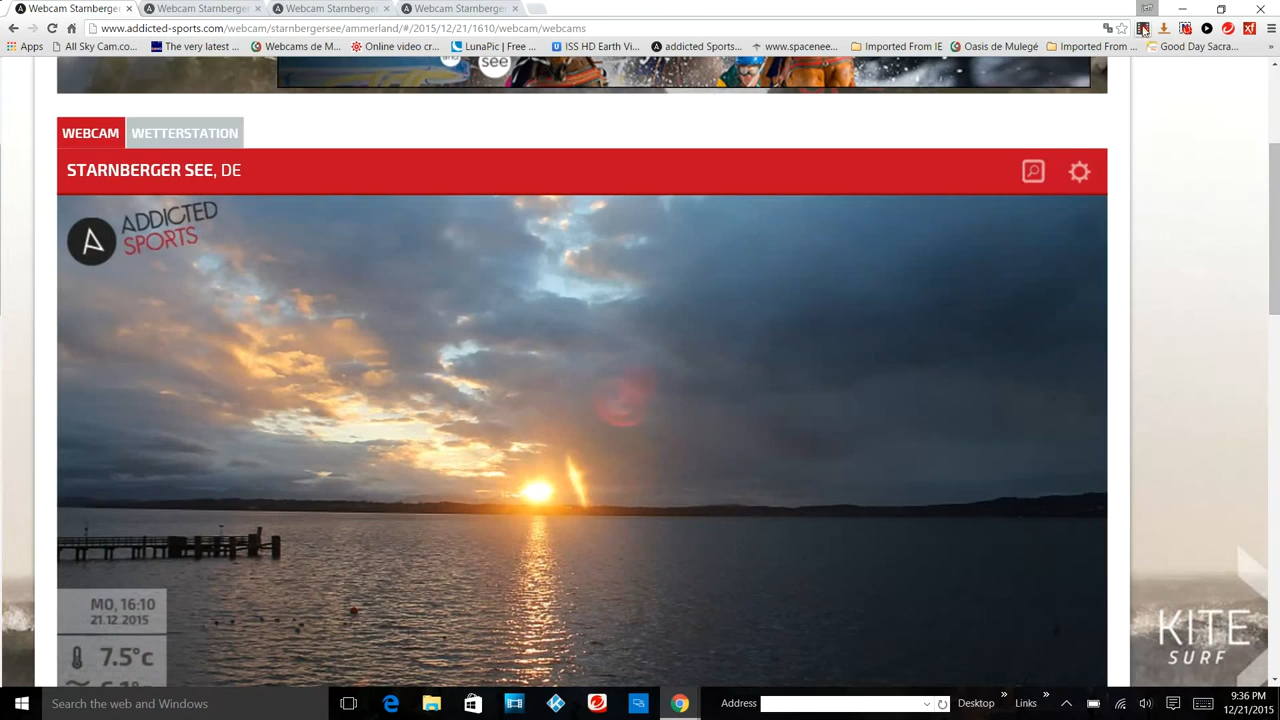 Webcam Starnberger
Webcam Starnberger
Webcam Starnberger
Webcam Starnberger
www.addicted-sports.com/webcam/starnbergersee/ammerland/#/2015/12/21/1610/webcam/webcams
Apps
All Sky Cam.co...
The very latest ...
Webcams de M...
Online video cr...
LunaPic | Free ...
ISS HD Earth Vi...
addicted Sports...
www.spacenee...
Imported From IE
Oasis de Mulegé
Imported From ...
Good Day Sacra...
»
and
see
WEBCAM
WETTERSTATION
STARNBERGER SEE, DE
ADDICTED
SPORTS
MO, 16:10
21.12.2015
7.5°c
KITE
SURF
Search the web and Windows
Address
Desktop
»
Links
»
9:36 PM
12/21/2015